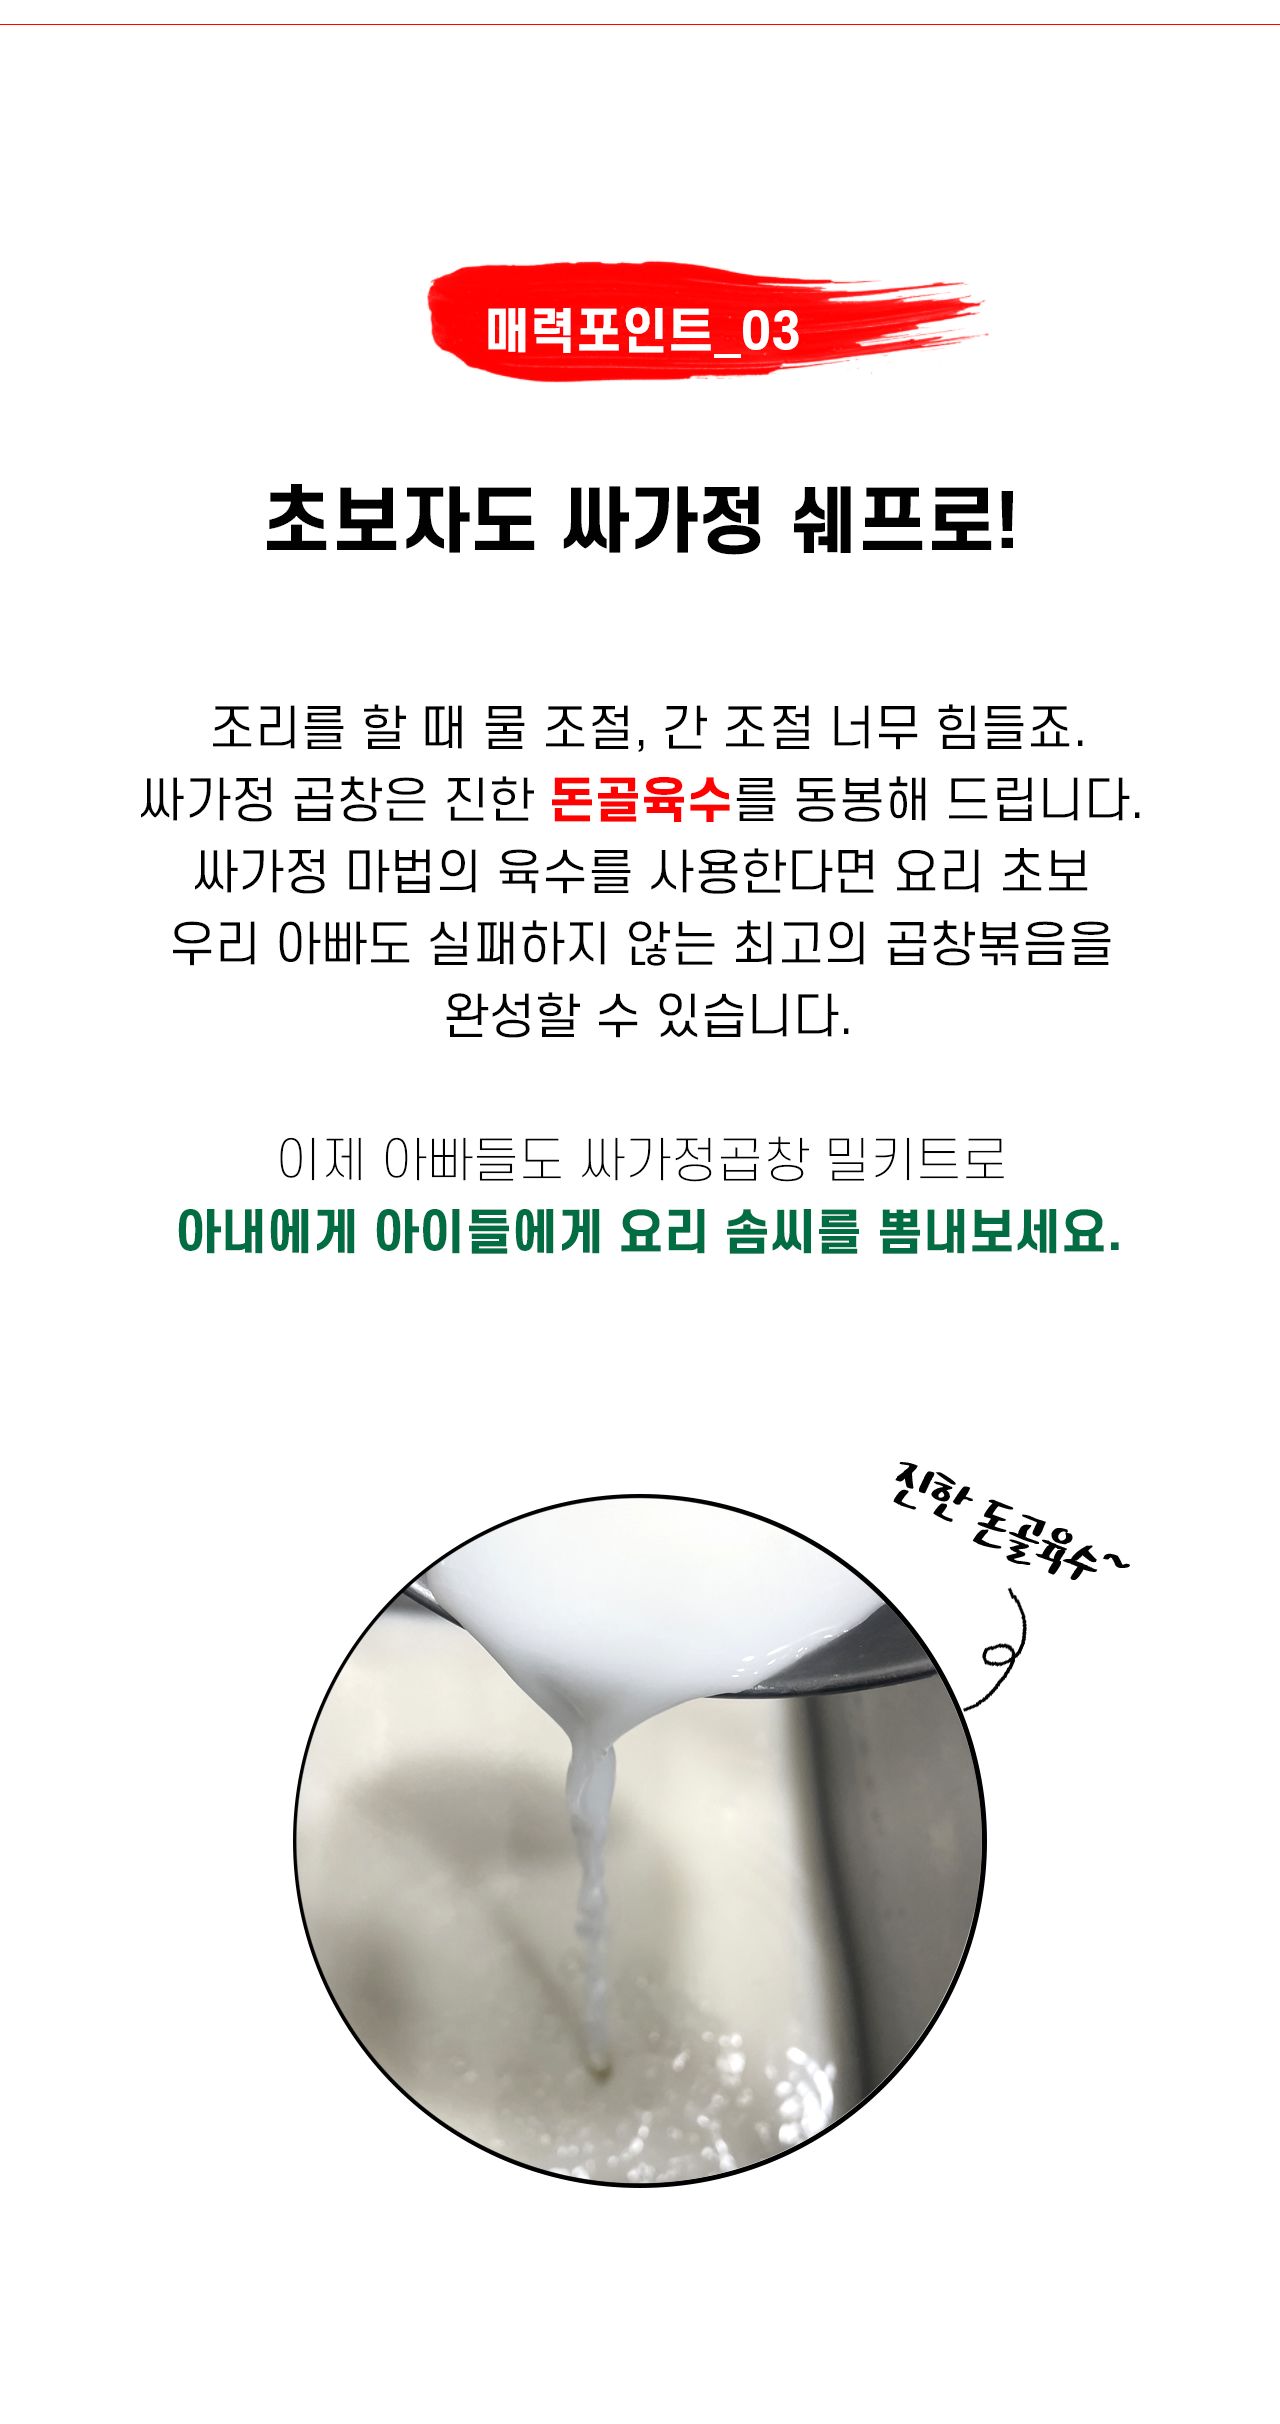 매력포인트_03
초보자도 싸가정 쉐프로!
조리를 할 때 물 조절, 간 조절 너무 힘들죠.
싸가정 곱창은 진한 돈골육수를 동봉해 드립니다.
싸가정 마법의 육수를 사용한다면 요리 초보
우리 아빠도 실패하지 않는 최고의 곱창볶음을
완성할 수 있습니다.
이제 아빠들도 싸가정곱창 밀키트로
아내에게 아이들에게 요리 솜씨를 뽐내보세요.
진한 돈골육수~